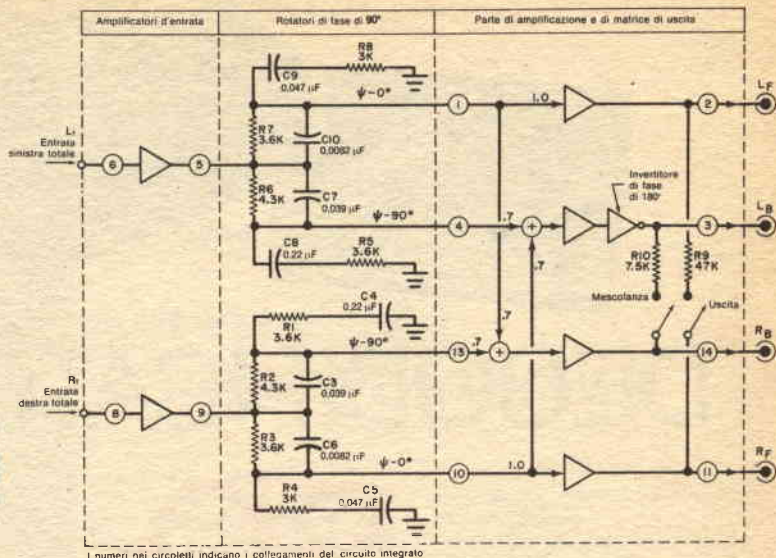 Amplificatori d'entrata
Rotatori di fase di 90°
Parte di amplificazione e di matrice di uscita
R8
3K
C9
0,047 µF
ψ-0°
1
1.0
2
LF
R7
3.6K
C10
0,0082 µF
LT
Entrata
sinistra totale
6
5
R6
4.3K
C7
0,039 µF
Invertitore
di fase
di 180°
ψ-90°
4
.7
+
3
LB
C8
0,22 µF
R5
3.6K
.7
R10
7.5K
R9
47K
C4
0,22 µF
R1
3.6K
Mescolanza
Uscita
.7
ψ-90°
13
.7
+
14
RB
R2
4.3K
C3
0,039 µF
RT
Entrata
destra totale
8
9
R3
3.6K
C6
0,0082 µF
ψ-0°
10
1.0
11
RF
R4
3K
C5
0,047 µF
I numeri nei circoletti indicano i collegamenti del circuito integrato